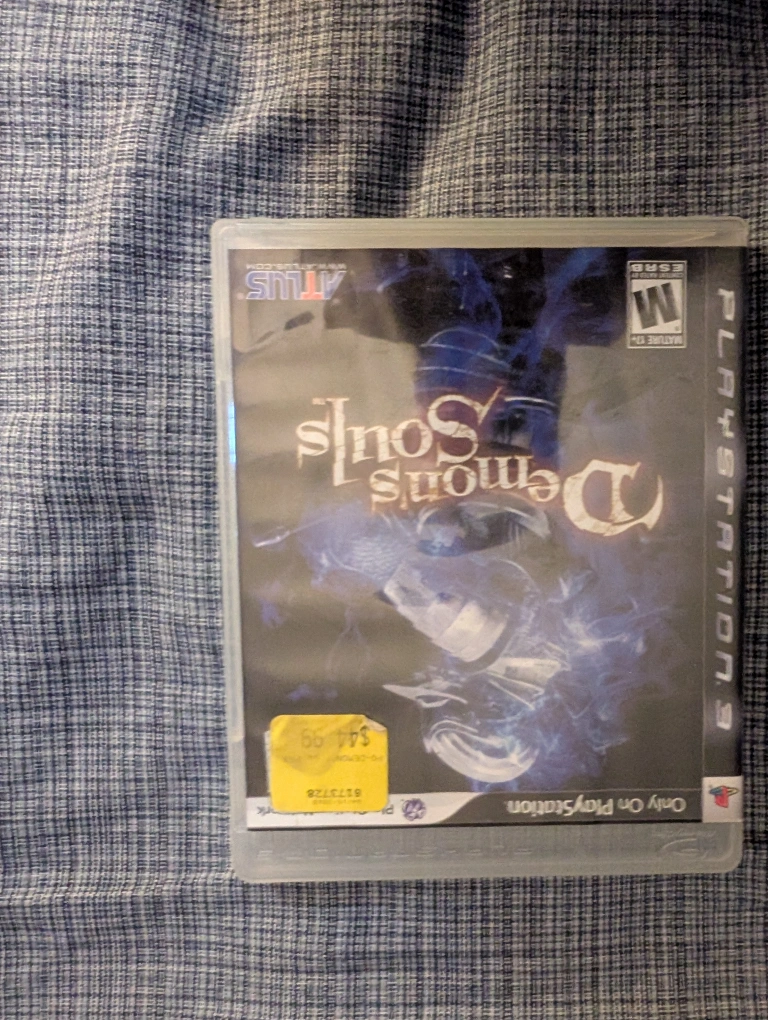 Only On PlayStation.
8173728
$44.99
Demon's
Souls
PLAYSTATION 3
MATURE 17+
M
ESRB
ATLUS
WWW.ATLUS.COM